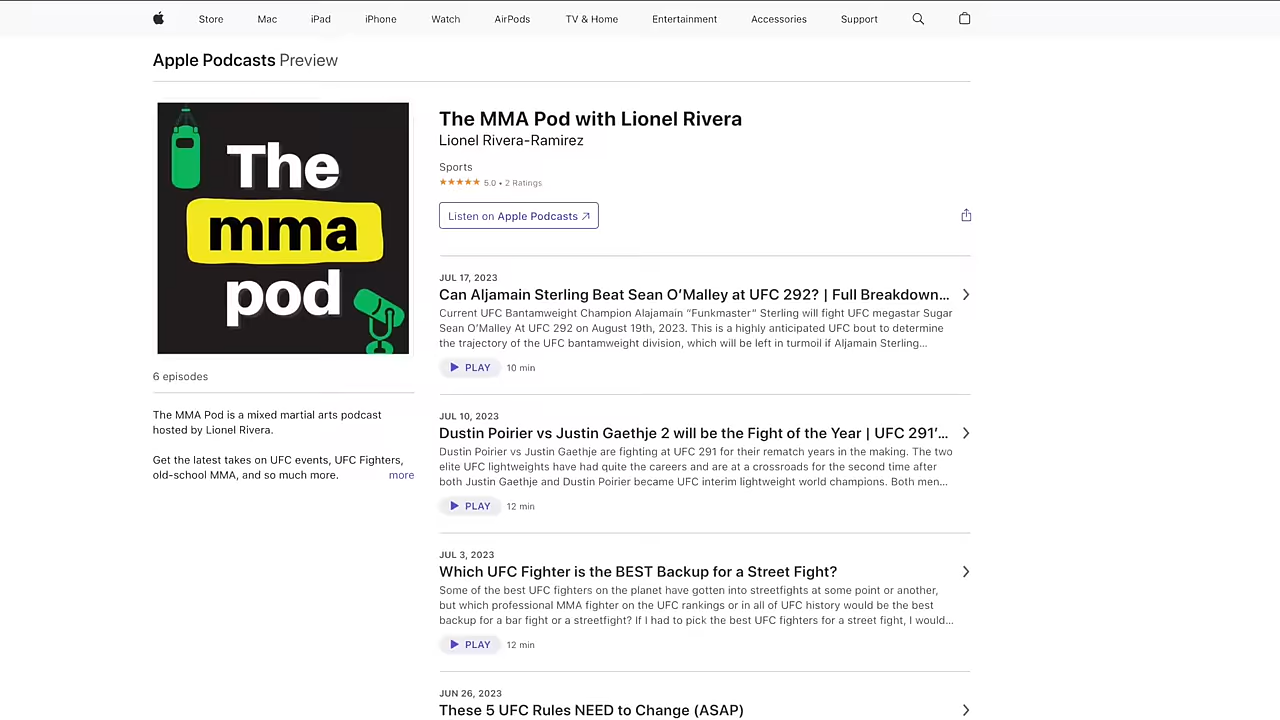 Store Mac iPad iPhone Watch AirPods TV & Home Entertainment Accessories Support
Apple Podcasts Preview
The
mma
pod
6 episodes
The MMA Pod is a mixed martial arts podcast
hosted by Lionel Rivera.
Get the latest takes on UFC events, UFC Fighters,
old-school MMA, and so much more. more
The MMA Pod with Lionel Rivera
Lionel Rivera-Ramirez
Sports
★★★★★ 5.0 • 2 Ratings
Listen on Apple Podcasts ↗
JUL 17, 2023
Can Aljamain Sterling Beat Sean O’Malley at UFC 292? | Full Breakdown...
Current UFC Bantamweight Champion Alajamain “Funkmaster” Sterling will fight UFC megastar Sugar
Sean O’Malley At UFC 292 on August 19th, 2023. This is a highly anticipated UFC bout to determine
the trajectory of the UFC bantamweight division, which will be left in turmoil if Aljamain Sterling...
PLAY 10 min
JUL 10, 2023
Dustin Poirier vs Justin Gaethje 2 will be the Fight of the Year | UFC 291’...
Dustin Poirier vs Justin Gaethje are fighting at UFC 291 for their rematch years in the making. The two
elite UFC lightweights have had quite the careers and are at a crossroads for the second time after
both Justin Gaethje and Dustin Poirier became UFC interim lightweight world champions. Both men...
PLAY 12 min
JUL 3, 2023
Which UFC Fighter is the BEST Backup for a Street Fight?
Some of the best UFC fighters on the planet have gotten into streetfights at some point or another,
but which professional MMA fighter on the UFC rankings or in all of UFC history would be the best
backup for a bar fight or a streetfight? If I had to pick the best UFC fighters for a street fight, I would...
PLAY 12 min
JUN 26, 2023
These 5 UFC Rules NEED to Change (ASAP)